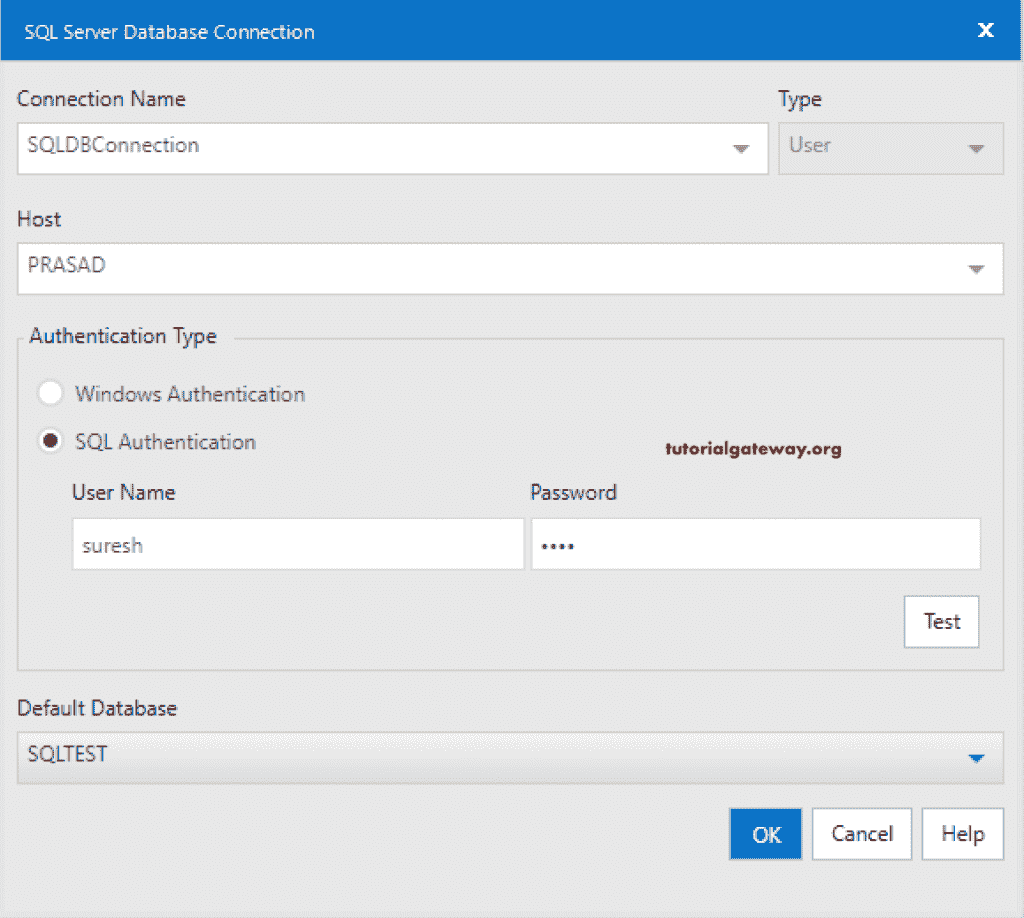 SQL Server Database Connection x
Connection Name Type
SQLDBConnection User
Host
PRASAD
Authentication Type
Windows Authentication
SQL Authentication
tutorialgateway.org
User Name Password
suresh ••••
Test
Default Database
SQLTEST
OK Cancel Help